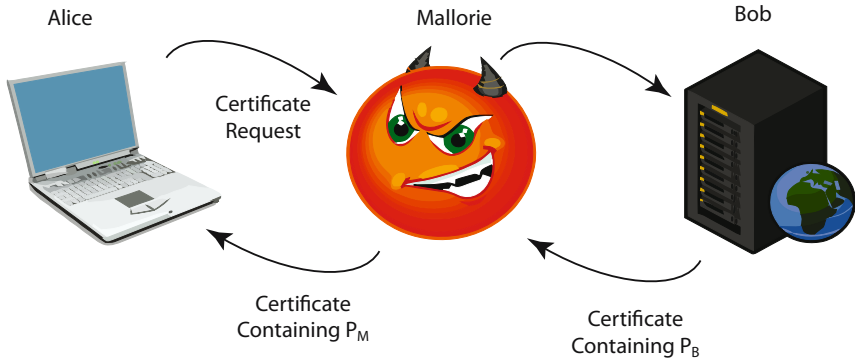 Alice
Mallorie
Bob
Certificate
Request
Certificate
Containing P_M
Certificate
Containing P_B